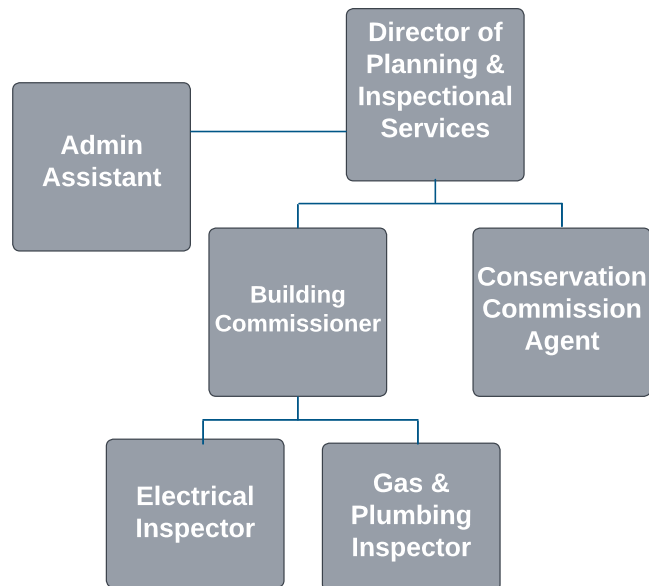 Director of
Planning &
Inspectional
Services
Admin
Assistant
Building
Commissioner
Conservation
Commission
Agent
Electrical
Inspector
Gas &
Plumbing
Inspector